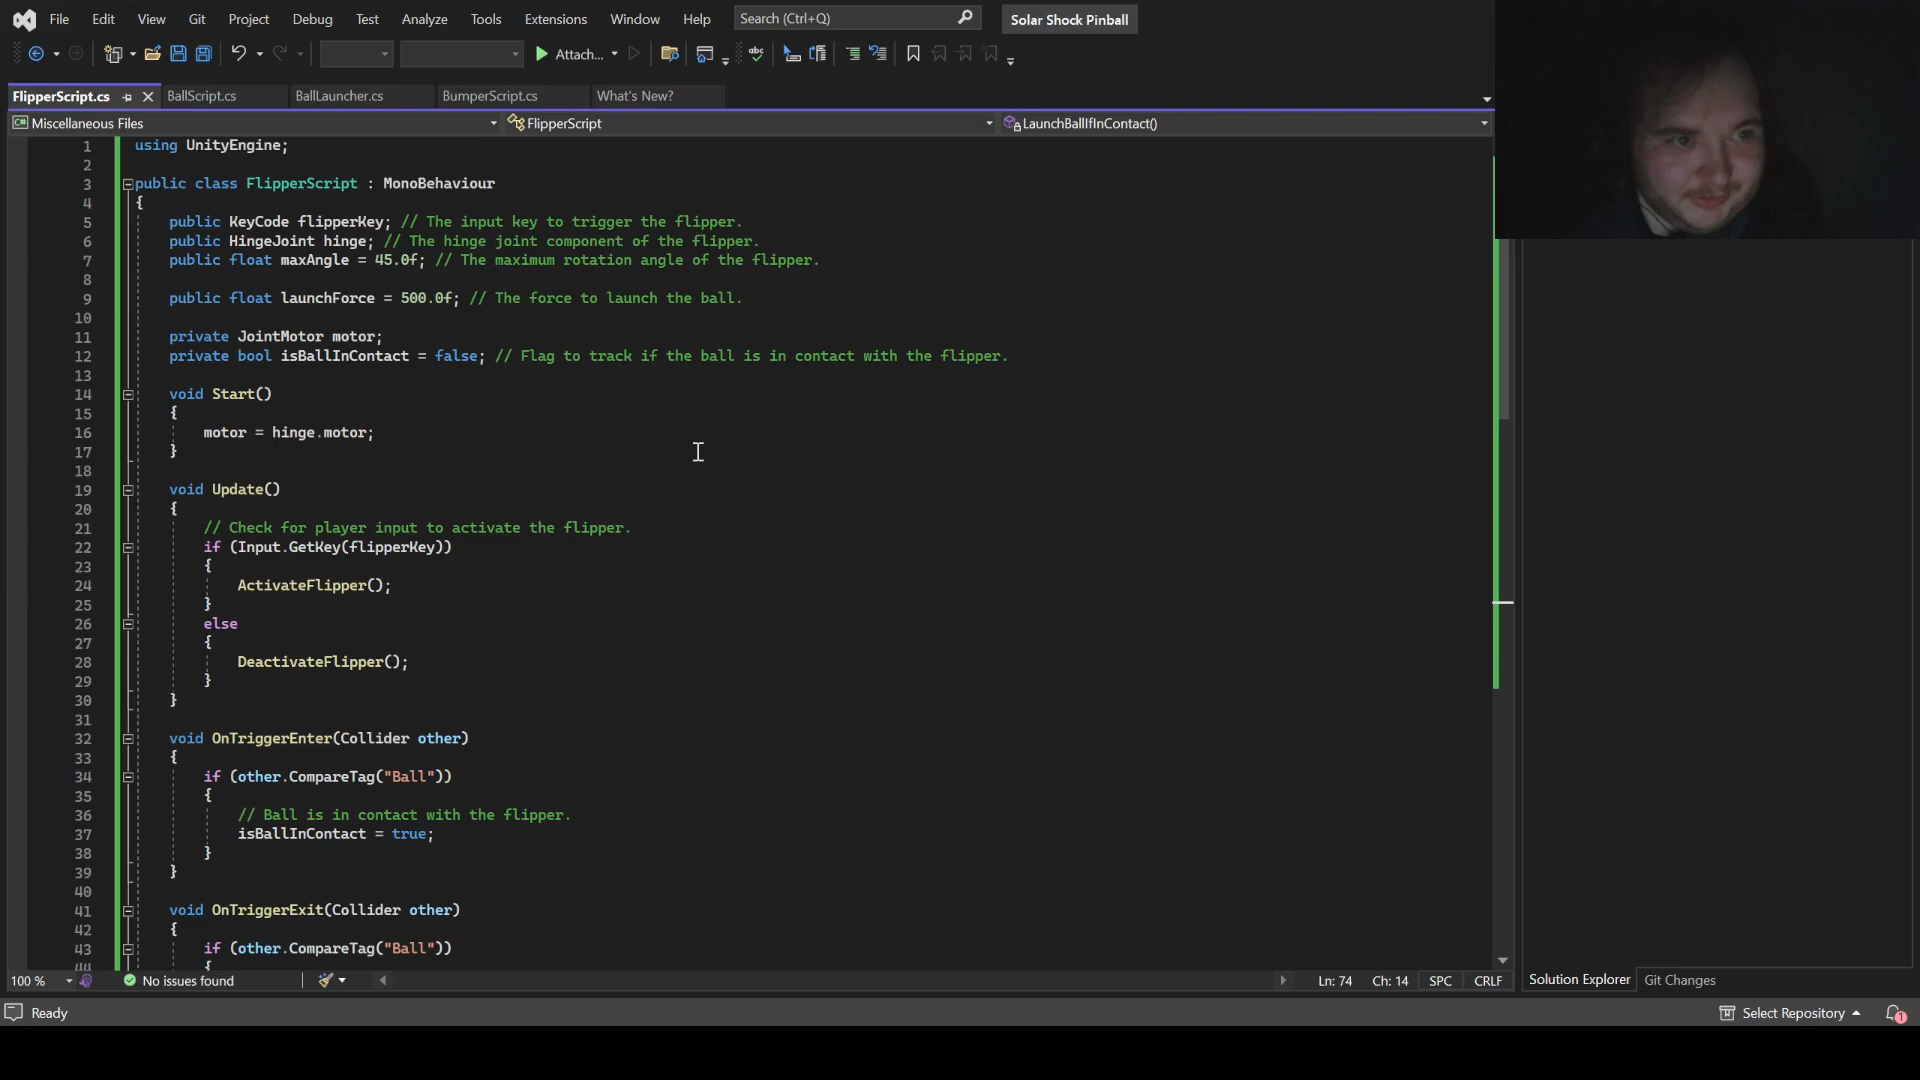 File Edit View Git Project Debug Test Analyze Tools Extensions Window Help Search (Ctrl+Q) Solar Shock Pinball
Attach...
FlipperScript.cs BallScript.cs BallLauncher.cs BumperScript.cs What's New?
Miscellaneous Files FlipperScript LaunchBallIfInContact()
1 using UnityEngine;
2
3 public class FlipperScript : MonoBehaviour
4 {
5 public KeyCode flipperKey; // The input key to trigger the flipper.
6 public HingeJoint hinge; // The hinge joint component of the flipper.
7 public float maxAngle = 45.0f; // The maximum rotation angle of the flipper.
8
9 public float launchForce = 500.0f; // The force to launch the ball.
10
11 private JointMotor motor;
12 private bool isBallInContact = false; // Flag to track if the ball is in contact with the flipper.
13
14 void Start()
15 {
16 motor = hinge.motor;
17 }
18
19 void Update()
20 {
21 // Check for player input to activate the flipper.
22 if (Input.GetKey(flipperKey))
23 {
24 ActivateFlipper();
25 }
26 else
27 {
28 DeactivateFlipper();
29 }
30 }
31
32 void OnTriggerEnter(Collider other)
33 {
34 if (other.CompareTag("Ball"))
35 {
36 // Ball is in contact with the flipper.
37 isBallInContact = true;
38 }
39 }
40
41 void OnTriggerExit(Collider other)
42 {
43 if (other.CompareTag("Ball"))
44 {
100 % No issues found Ln: 74 Ch: 14 SPC CRLF Solution Explorer Git Changes
Ready Select Repository 1